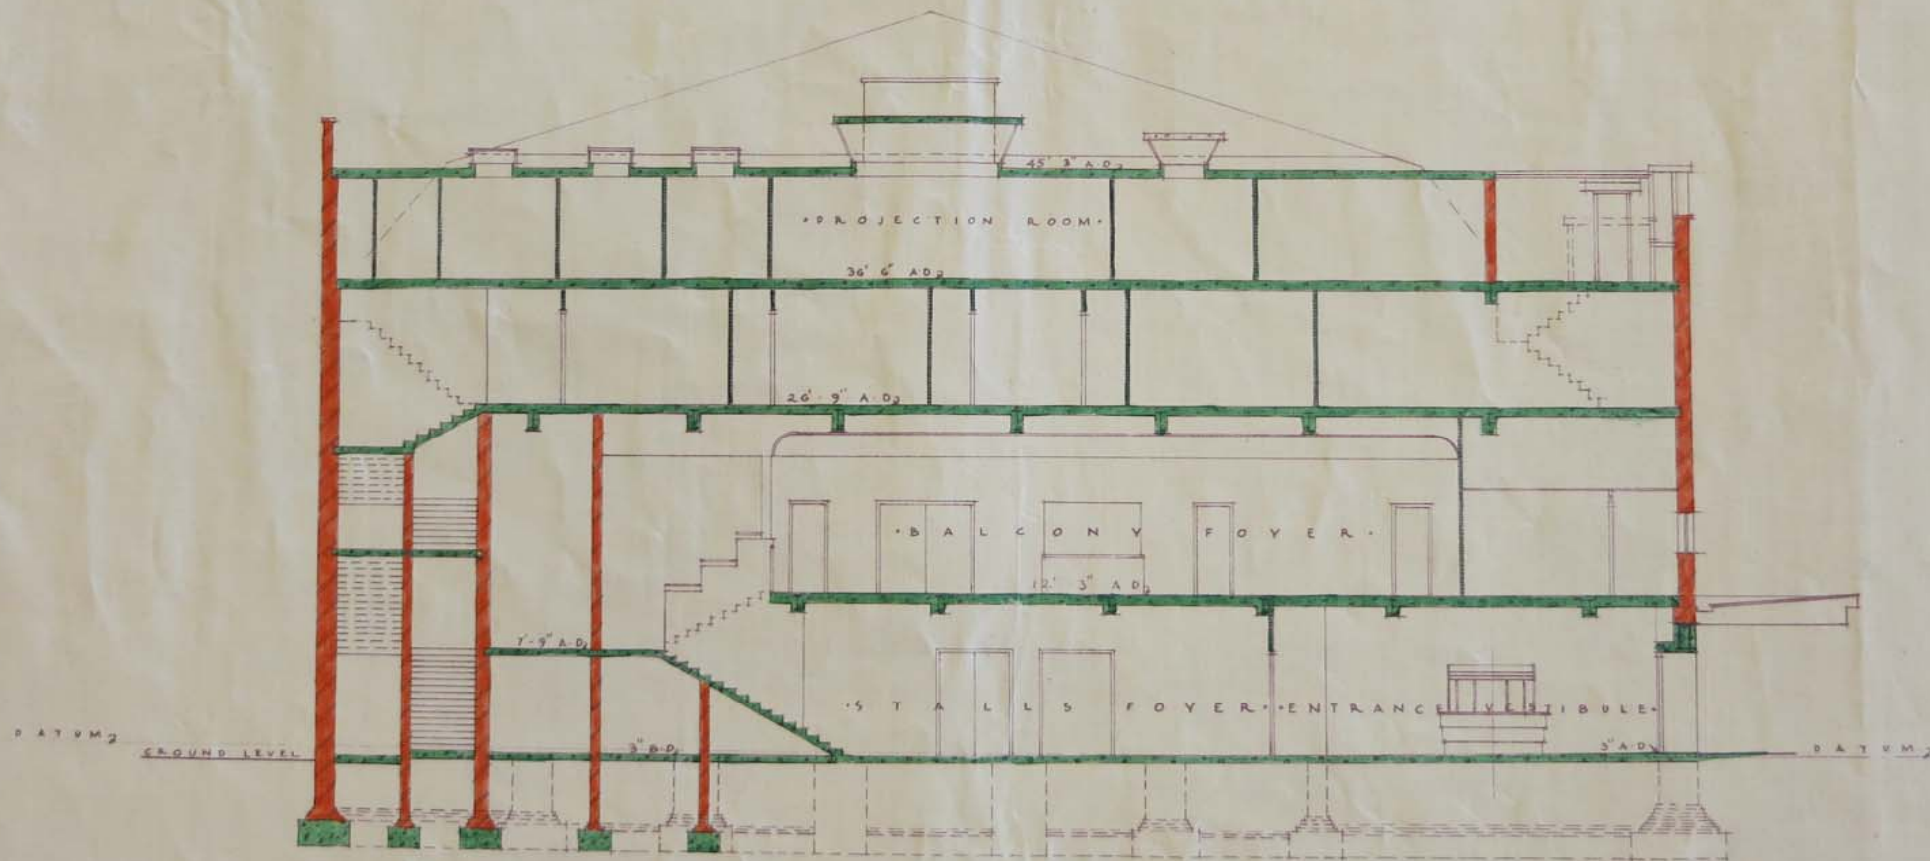 45' 3" A.D.
·PROJECTION ROOM·
36' 6" A.D.
26'-9" A.D.
·BALCONY FOYER·
12' 3" A.D.
7'-9" A.D.
·STALLS FOYER·
·ENTRANCE VESTIBULE·
DATUM
GROUND LEVEL
3" B.D.
3" A.D.
DATUM